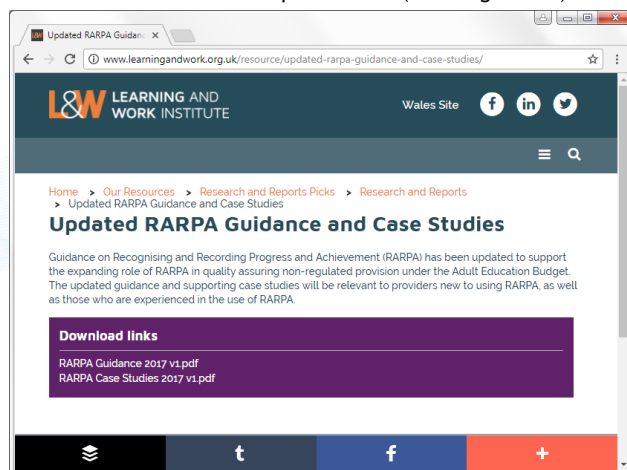 Updated RARPA Guidanc
www.learningandwork.org.uk/resource/updated-rarpa-guidance-and-case-studies/
L&W LEARNING AND
WORK INSTITUTE
Wales Site
Home > Our Resources > Research and Reports Picks > Research and Reports
> Updated RARPA Guidance and Case Studies
Updated RARPA Guidance and Case Studies
Guidance on Recognising and Recording Progress and Achievement (RARPA) has been updated to support
the expanding role of RARPA in quality assuring non-regulated provision under the Adult Education Budget.
The updated guidance and supporting case studies will be relevant to providers new to using RARPA, as well
as those who are experienced in the use of RARPA.
Download links
RARPA Guidance 2017 v1.pdf
RARPA Case Studies 2017 v1.pdf